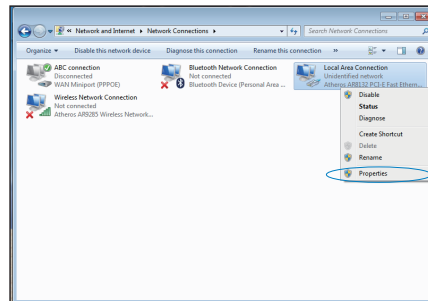 « Network and Internet ▸ Network Connections ▸
Search Network Connections
Organize ▾ Disable this network device Diagnose this connection Rename this connection »
ABC connection
Disconnected
WAN Miniport (PPPOE)
Bluetooth Network Connection
Not connected
Bluetooth Device (Personal Area ...
Local Area Connection
Unidentified network
Atheros AR8132 PCI-E Fast Ethern...
Wireless Network Connection
Not connected
Atheros AR9285 Wireless Network...
Disable
Status
Diagnose
Create Shortcut
Delete
Rename
Properties